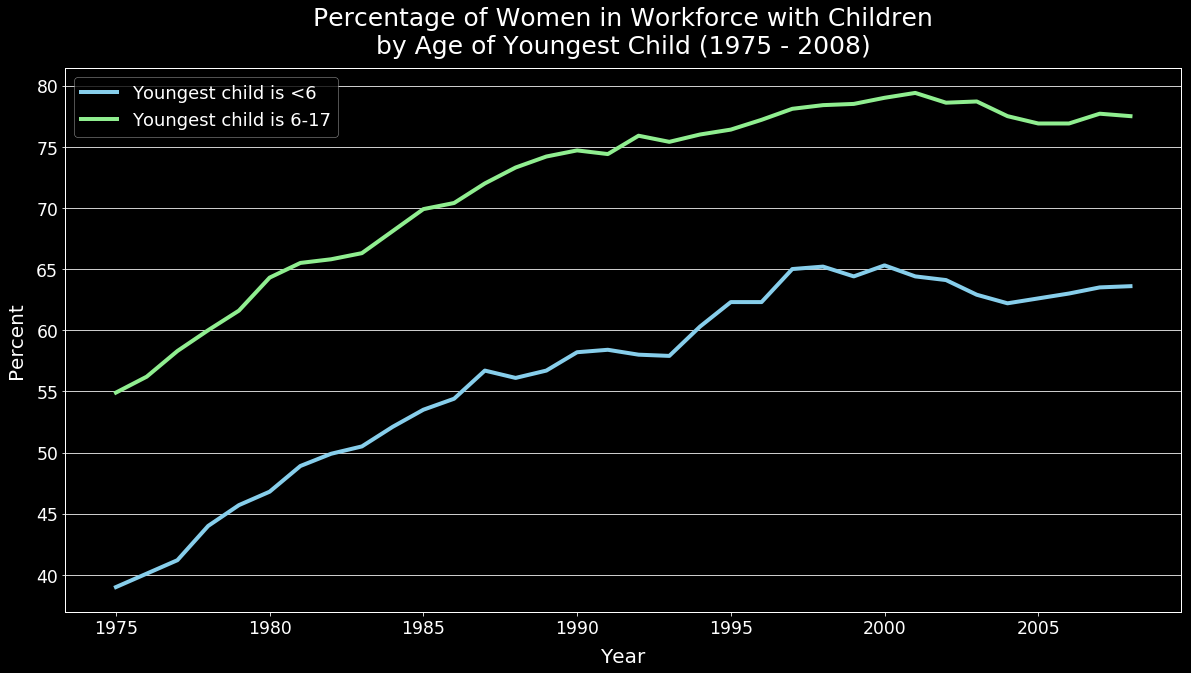 Percentage of Women in Workforce with Children
by Age of Youngest Child (1975 - 2008)
Youngest child is <6
Youngest child is 6-17
Percent
80
75
70
65
60
55
50
45
40
1975 1980 1985 1990 1995 2000 2005
Year